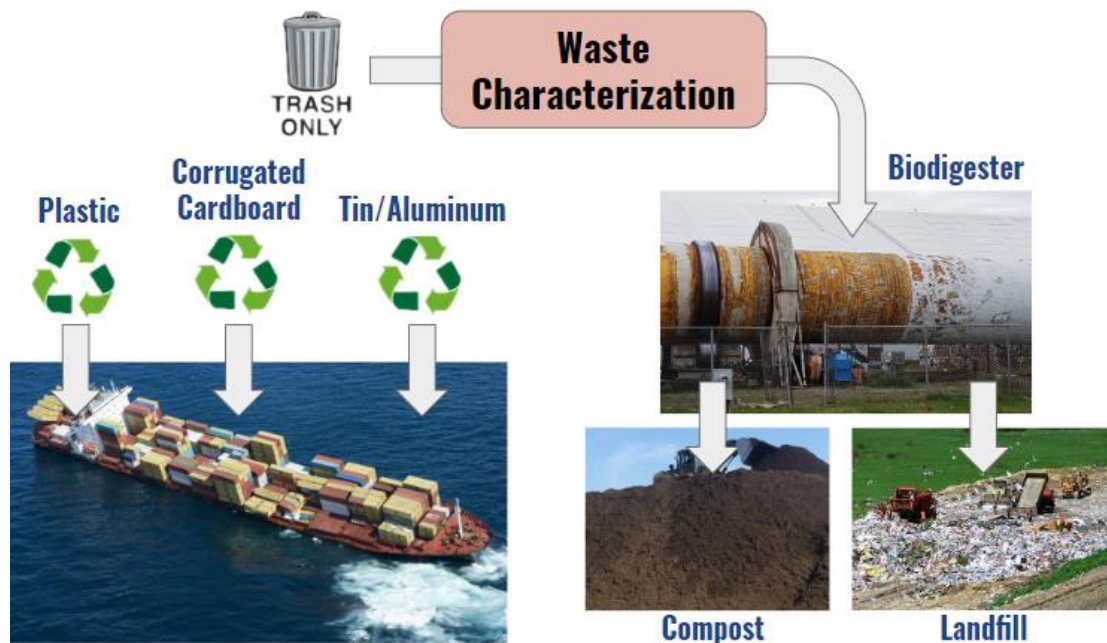 TRASH
ONLY
Waste
Characterization
Biodigester
Plastic
Corrugated
Cardboard
Tin/Aluminum
Compost
Landfill